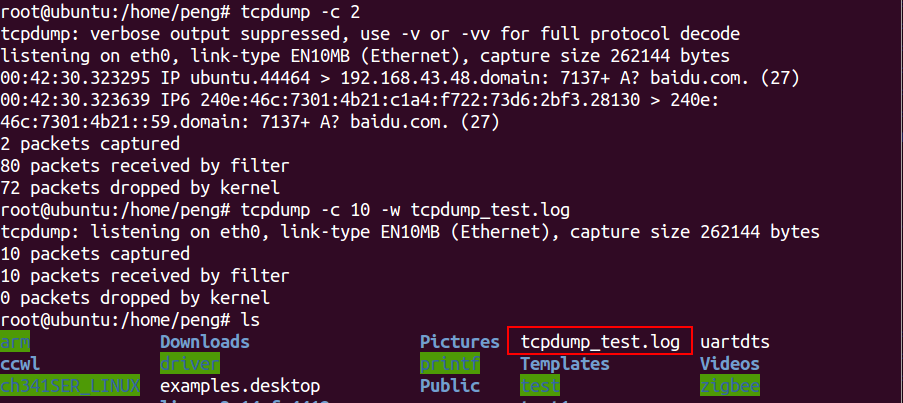 root@ubuntu:/home/peng# tcpdump -c 2
tcpdump: verbose output suppressed, use -v or -vv for full protocol decode
listening on eth0, link-type EN10MB (Ethernet), capture size 262144 bytes
00:42:30.323295 IP ubuntu.44464 > 192.168.43.48.domain: 7137+ A? baidu.com. (27)
00:42:30.323639 IP6 240e:46c:7301:4b21:c1a4:f722:73d6:2bf3.28130 > 240e:
46c:7301:4b21::59.domain: 7137+ A? baidu.com. (27)
2 packets captured
80 packets received by filter
72 packets dropped by kernel
root@ubuntu:/home/peng# tcpdump -c 10 -w tcpdump_test.log
tcpdump: listening on eth0, link-type EN10MB (Ethernet), capture size 262144 bytes
10 packets captured
10 packets received by filter
0 packets dropped by kernel
root@ubuntu:/home/peng# ls
arm Downloads Pictures tcpdump_test.log uartdts
ccwl driver printf Templates Videos
ch341SER_LINUX examples.desktop Public test zigbee